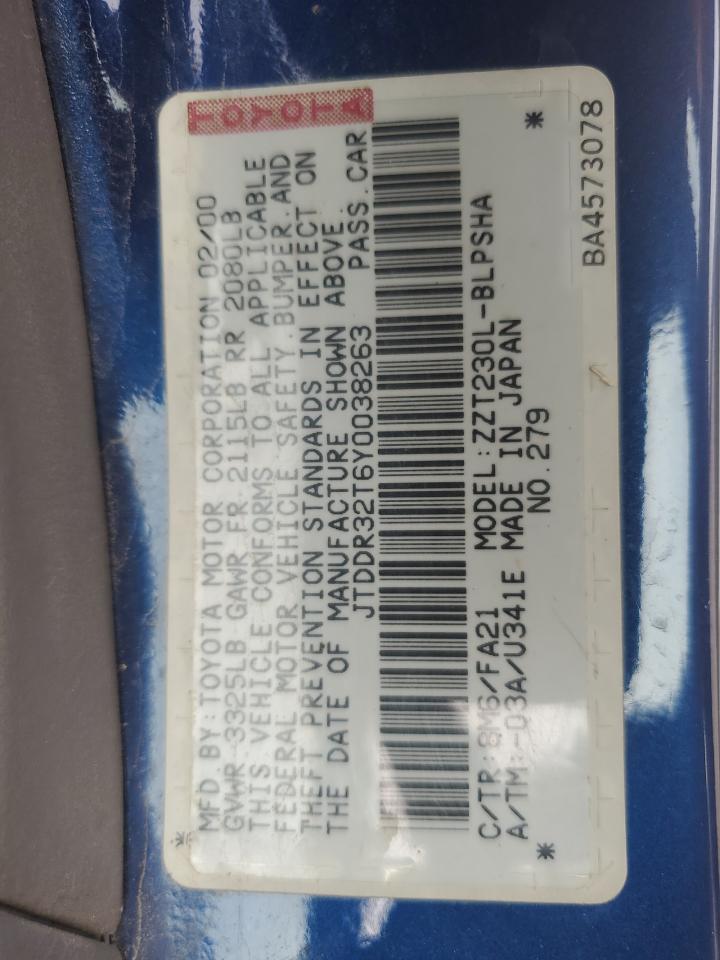 TOYOTA
MFD. BY: TOYOTA MOTOR CORPORATION 02/00
GVWR 3325LB GAWR FR 2115LB RR 2080LB
THIS VEHICLE CONFORMS TO ALL APPLICABLE
FEDERAL MOTOR VEHICLE SAFETY, BUMPER, AND
THEFT PREVENTION STANDARDS IN EFFECT ON
THE DATE OF MANUFACTURE SHOWN ABOVE
JTDDR32T6Y0038263 PASS. CAR
C/TR: 8M6/FA21 MODEL: ZZT230L-BLPSHA
A/TM: -03A/U341E MADE IN JAPAN
* NO. 279 *
BA4573078